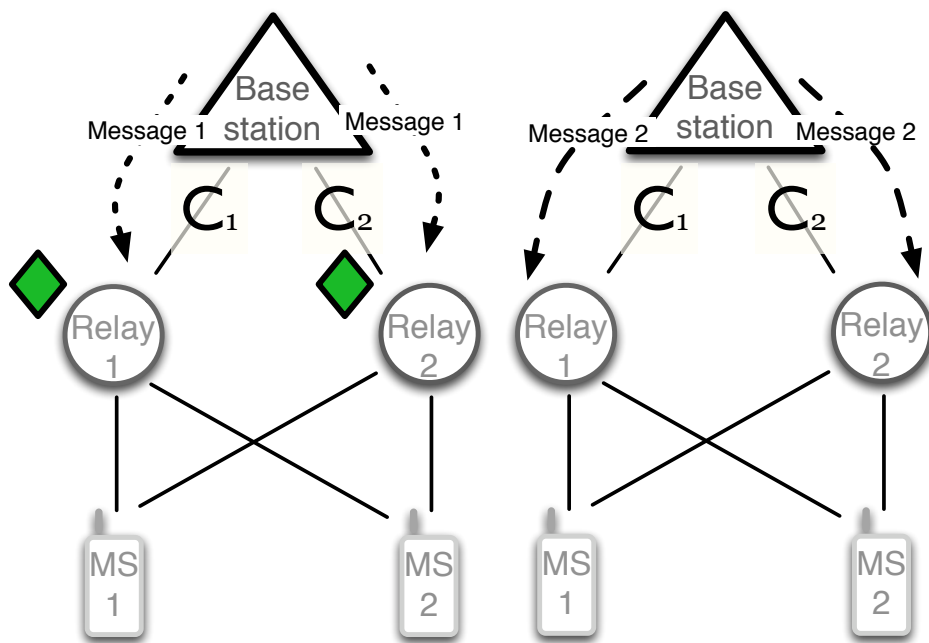 Base
station
Message 1
Message 1
C₁
C₂
Relay
1
Relay
2
MS
1
MS
2
Base
station
Message 2
Message 2
C₁
C₂
Relay
1
Relay
2
MS
1
MS
2